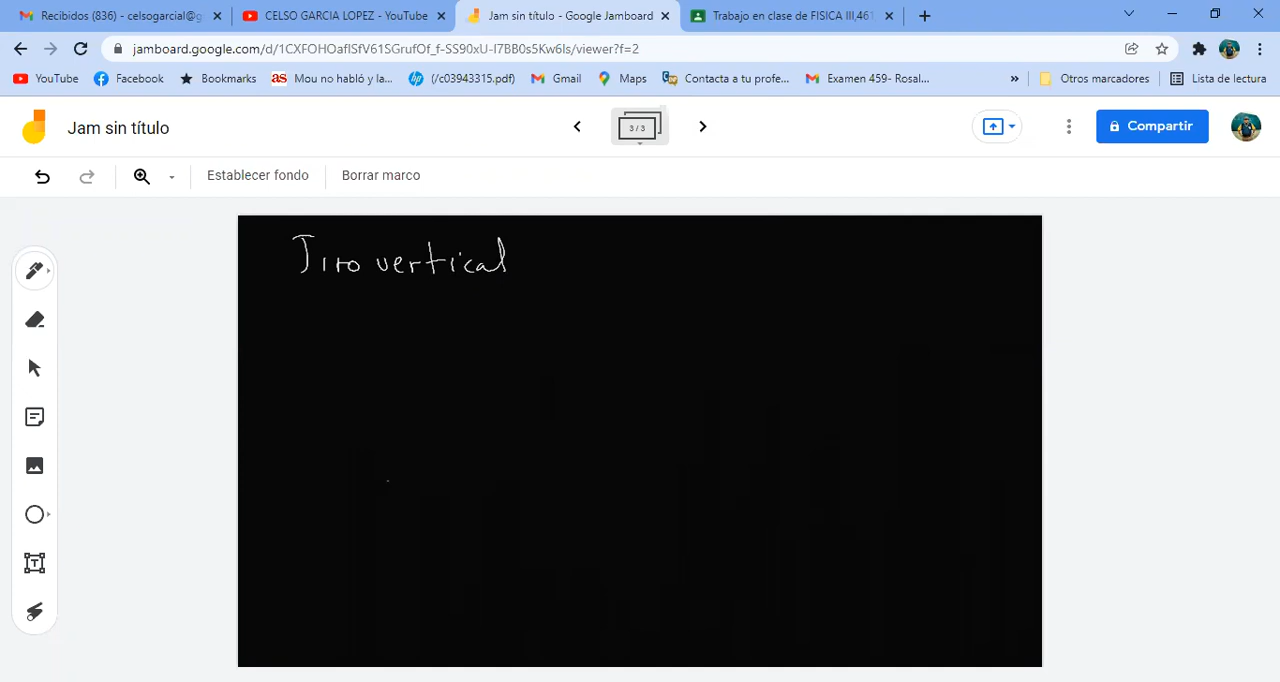 Recibidos (836) - celsogarcial@g
CELSO GARCIA LOPEZ - YouTube
Jam sin título - Google Jamboard
Trabajo en clase de FISICA III,461
jamboard.google.com/d/1CXFOHOaflSfV61SGrufOf_f-SS90xU-I7BB0s5Kw6Is/viewer?f=2
YouTube
Facebook
Bookmarks
Mou no habló y la...
(/c03943315.pdf)
Gmail
Maps
Contacta a tu profe...
Examen 459- Rosal...
»
Otros marcadores
Lista de lectura
Jam sin título
3 / 3
Compartir
Establecer fondo
Borrar marco
Tiro vertical